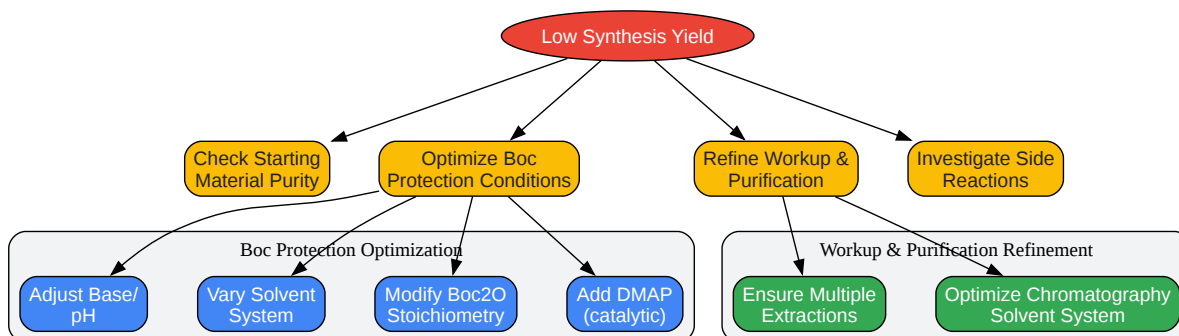 Low Synthesis Yield
Check Starting
Material Purity
Optimize Boc
Protection Conditions
Refine Workup &
Purification
Investigate Side
Reactions
Boc Protection Optimization
Workup & Purification Refinement
Adjust Base/
pH
Vary Solvent
System
Modify Boc2O
Stoichiometry
Add DMAP
(catalytic)
Ensure Multiple
Extractions
Optimize Chromatography
Solvent System